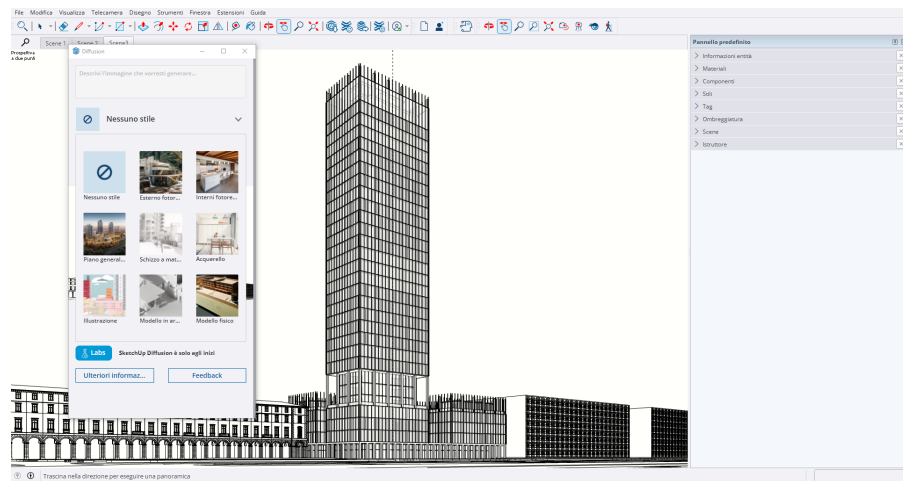 File Modifica Visualizza Telecamera Disegno Strumenti Finestra Estensioni Guida
Scene 1 Scene 2 Scene3
Prospettiva
a due punti
Diffusion
Descrivi l'immagine che vorresti generare...
Nessuno stile
Nessuno stile Esterno fotor... Interni fotore...
Piano general... Schizzo a mat... Acquerello
Illustrazione Modello in ar... Modello fisico
Labs SketchUp Diffusion è solo agli inizi
Ulteriori informaz... Feedback
Pannello predefinito
Informazioni entità
Materiali
Componenti
Stili
Tag
Ombreggiatura
Scene
Istruttore
Trascina nella direzione per eseguire una panoramica